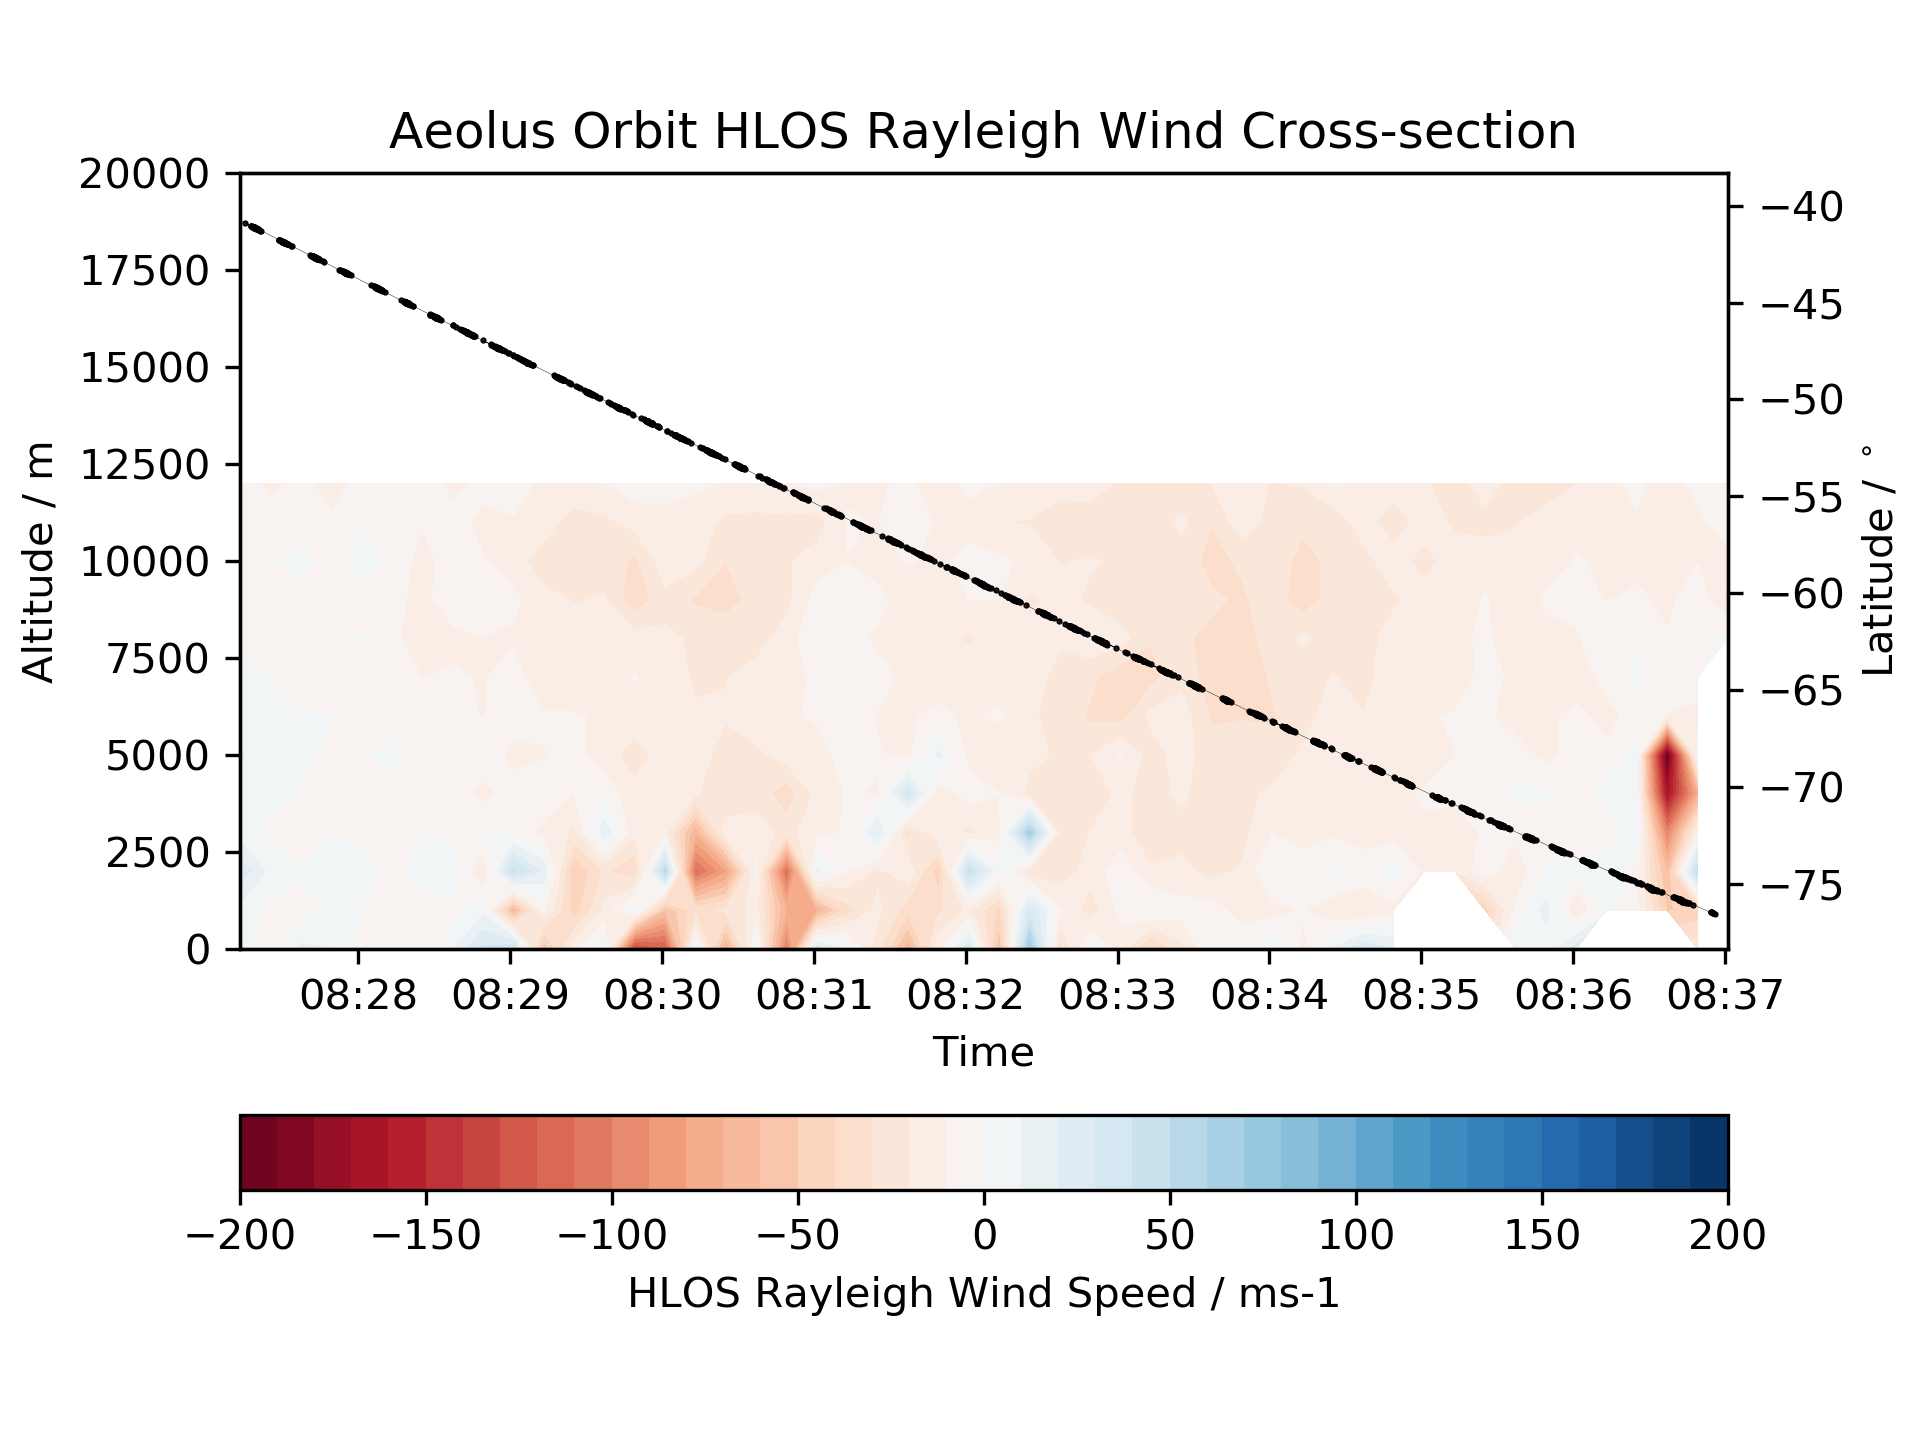 Aeolus Orbit HLOS Rayleigh Wind Cross-section
20000
17500
15000
12500
10000
7500
5000
2500
0
Altitude / m
−40
−45
−50
−55
−60
−65
−70
−75
Latitude / °
08:28 08:29 08:30 08:31 08:32 08:33 08:34 08:35 08:36 08:37
Time
−200 −150 −100 −50 0 50 100 150 200
HLOS Rayleigh Wind Speed / ms-1